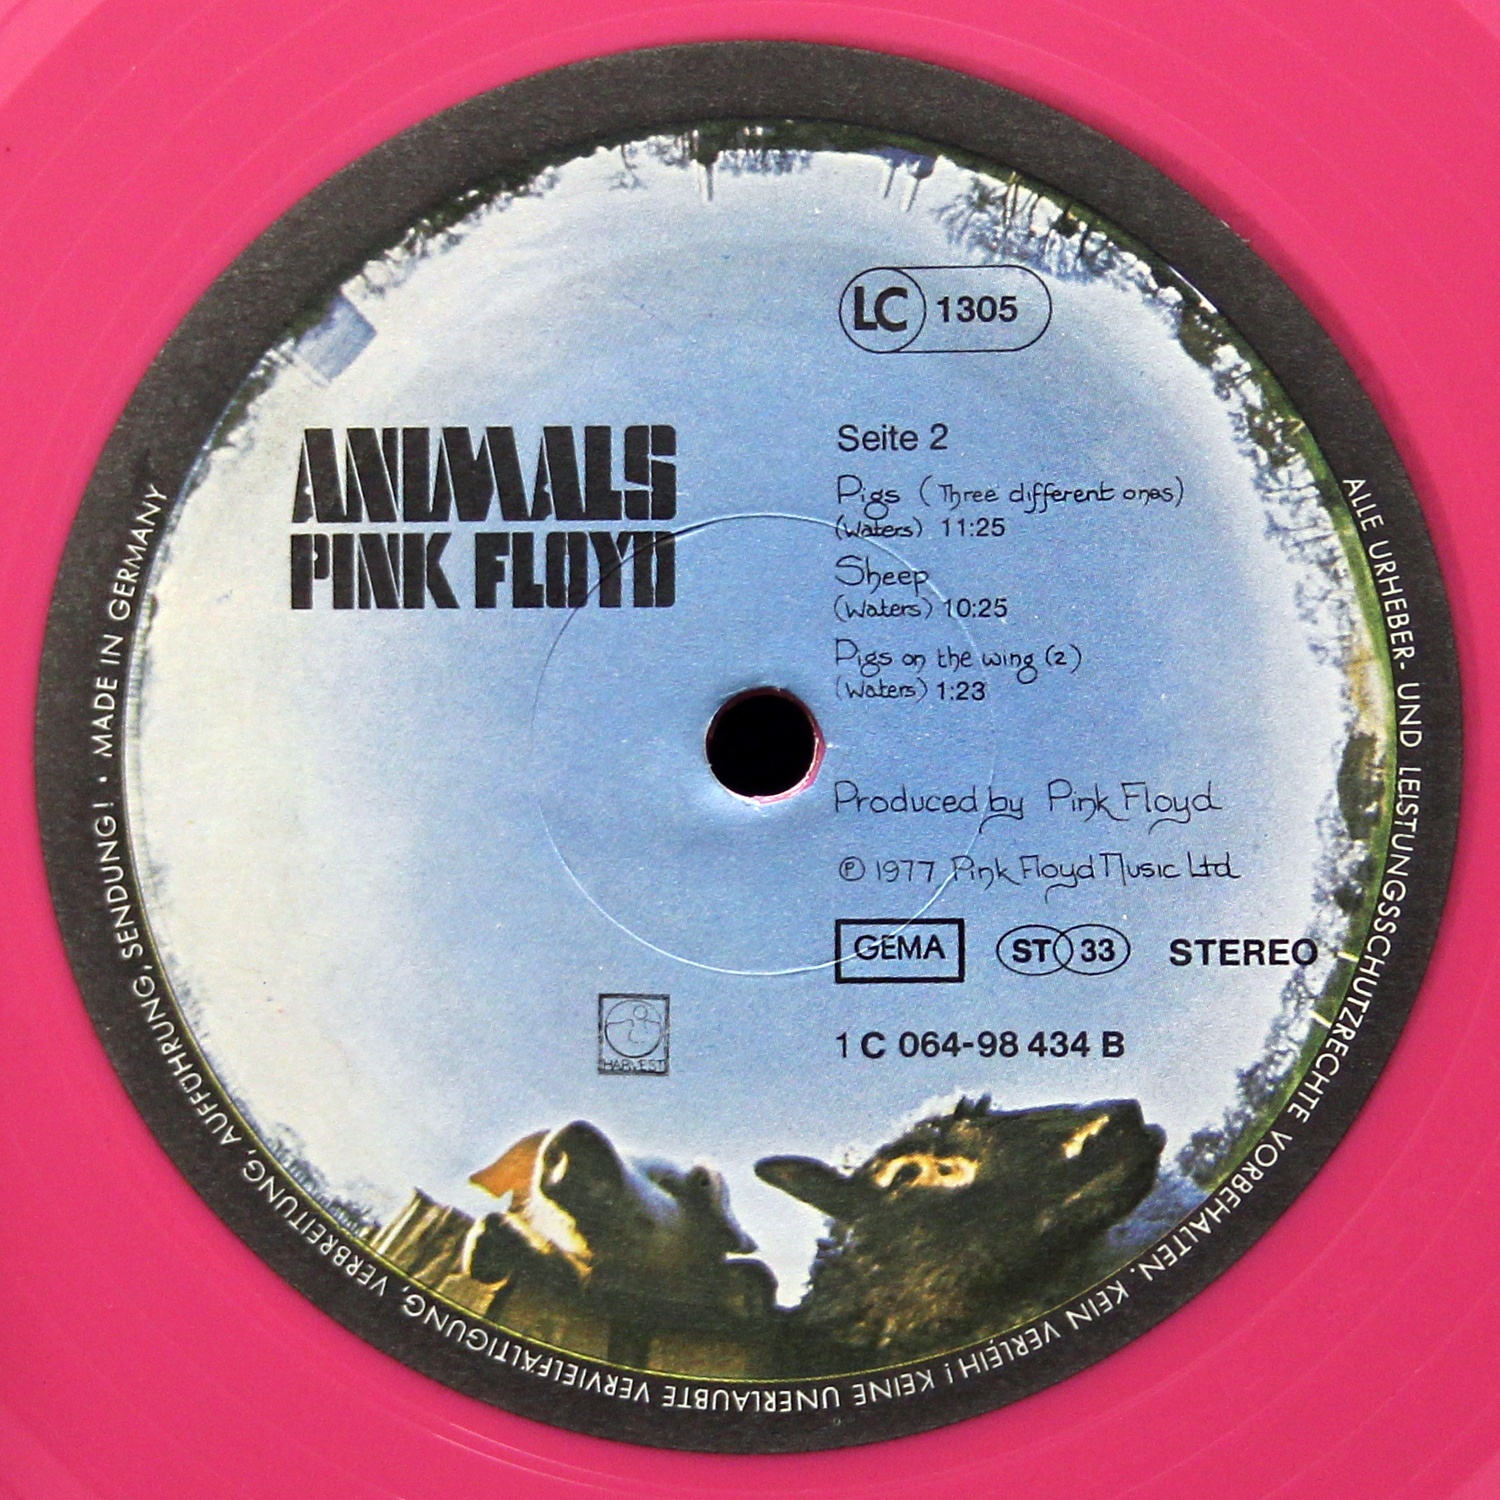 LC 1305
ANIMALS
PINK FLOYD
Seite 2
Pigs (Three different ones)
(Waters) 11:25
Sheep
(Waters) 10:25
Pigs on the wing (2)
(Waters) 1:23
Produced by Pink Floyd
℗ 1977 Pink Floyd Music Ltd
GEMA ST 33 STEREO
HARVEST
1 C 064-98 434 B
ALLE URHEBER- UND LEISTUNGSSCHUTZRECHTE VORBEHALTEN. KEIN VERLEIH! KEINE UNERLAUBTE VERVIELFÄLTIGUNG, VERBREITUNG, AUFFÜHRUNG, SENDUNG! · MADE IN GERMANY